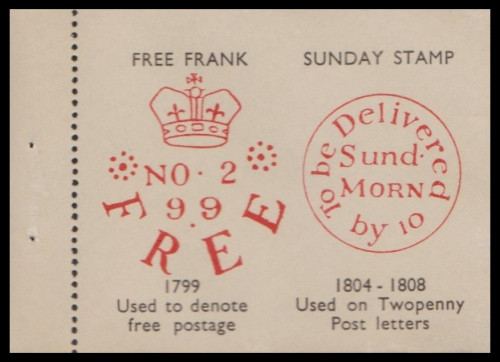 FREE FRANK
NO. 2
99.
FREE
1799
Used to denote
free postage
SUNDAY STAMP
To be Delivered
by 10
Sund.
MORN
1804 - 1808
Used on Twopenny
Post letters